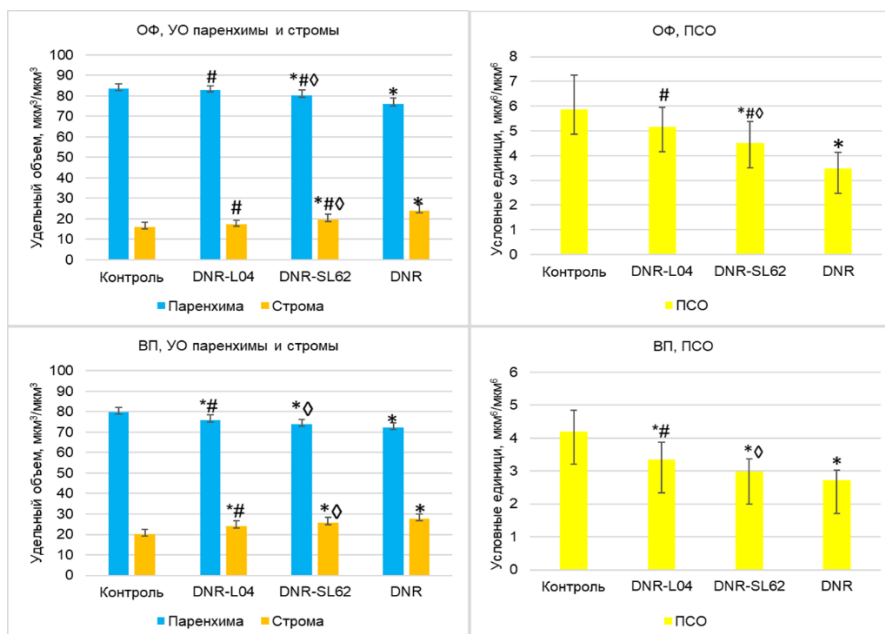 ОФ, УО паренхимы и стромы
Удельный объем, мкм³/мкм³
100
90
80
70
60
50
40
30
20
10
0
# *#◊ *
# *#◊ *
Контроль DNR-L04 DNR-SL62 DNR
Паренхима Строма
ОФ, ПСО
Условные единици, мкм⁶/мкм⁶
8
7
6
5
4
3
2
1
0
# *#◊ *
Контроль DNR-L04 DNR-SL62 DNR
ПСО
ВП, УО паренхимы и стромы
Удельный объем, мкм³/мкм³
100
90
80
70
60
50
40
30
20
10
0
*# *◊ *
*# *◊ *
Контроль DNR-L04 DNR-SL62 DNR
Паренхима Строма
ВП, ПСО
Условные единици, мкм⁶/мкм⁶
6
5
4
3
2
1
0
*# *◊ *
Контроль DNR-L04 DNR-SL62 DNR
ПСО